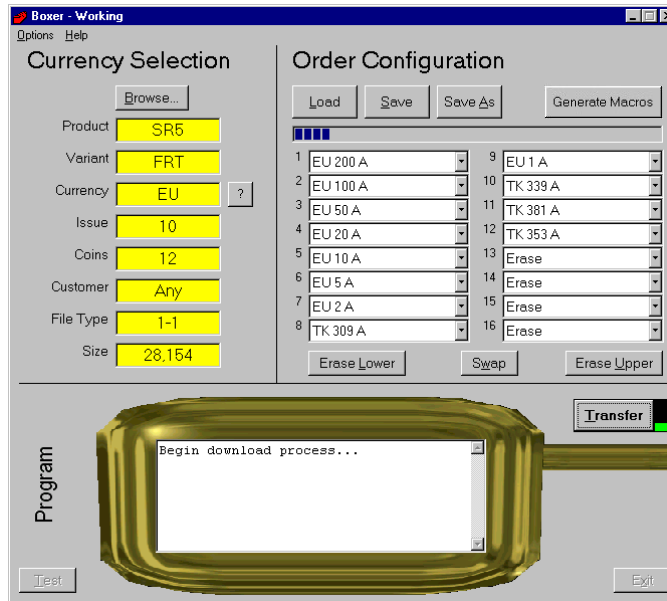 Boxer - Working
Options Help
Currency Selection
Browse...
Product SR5
Variant FRT
Currency EU ?
Issue 10
Coins 12
Customer Any
File Type 1-1
Size 28,154
Order Configuration
Load Save Save As Generate Macros
1 EU 200 A
2 EU 100 A
3 EU 50 A
4 EU 20 A
5 EU 10 A
6 EU 5 A
7 EU 2 A
8 TK 309 A
9 EU 1 A
10 TK 339 A
11 TK 381 A
12 TK 353 A
13 Erase
14 Erase
15 Erase
16 Erase
Erase Lower Swap Erase Upper
Transfer
Program
Begin download process...
Test
Exit